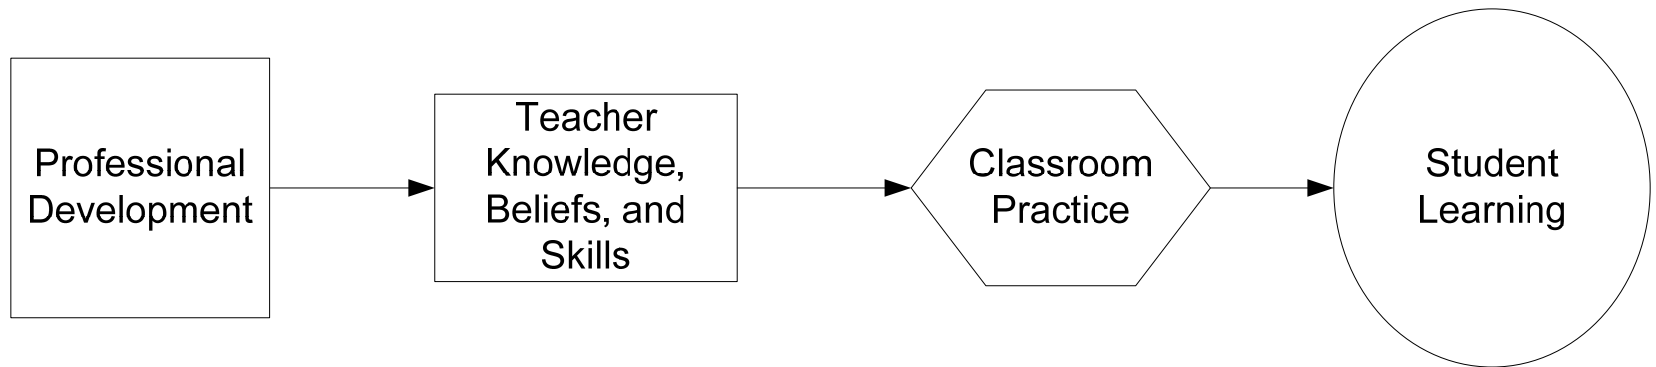 Professional
Development
Teacher
Knowledge,
Beliefs, and
Skills
Classroom
Practice
Student
Learning